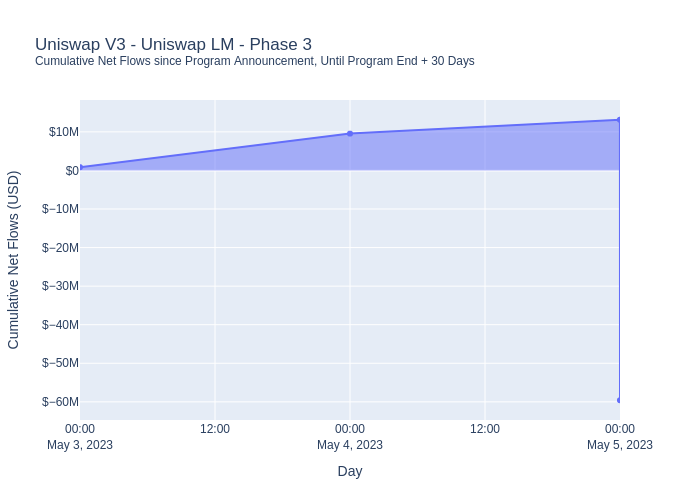 Uniswap V3 - Uniswap LM - Phase 3
Cumulative Net Flows since Program Announcement, Until Program End + 30 Days
Cumulative Net Flows (USD)
$10M
$0
$−10M
$−20M
$−30M
$−40M
$−50M
$−60M
00:00 12:00 00:00 12:00 00:00
May 3, 2023 May 4, 2023 May 5, 2023
Day